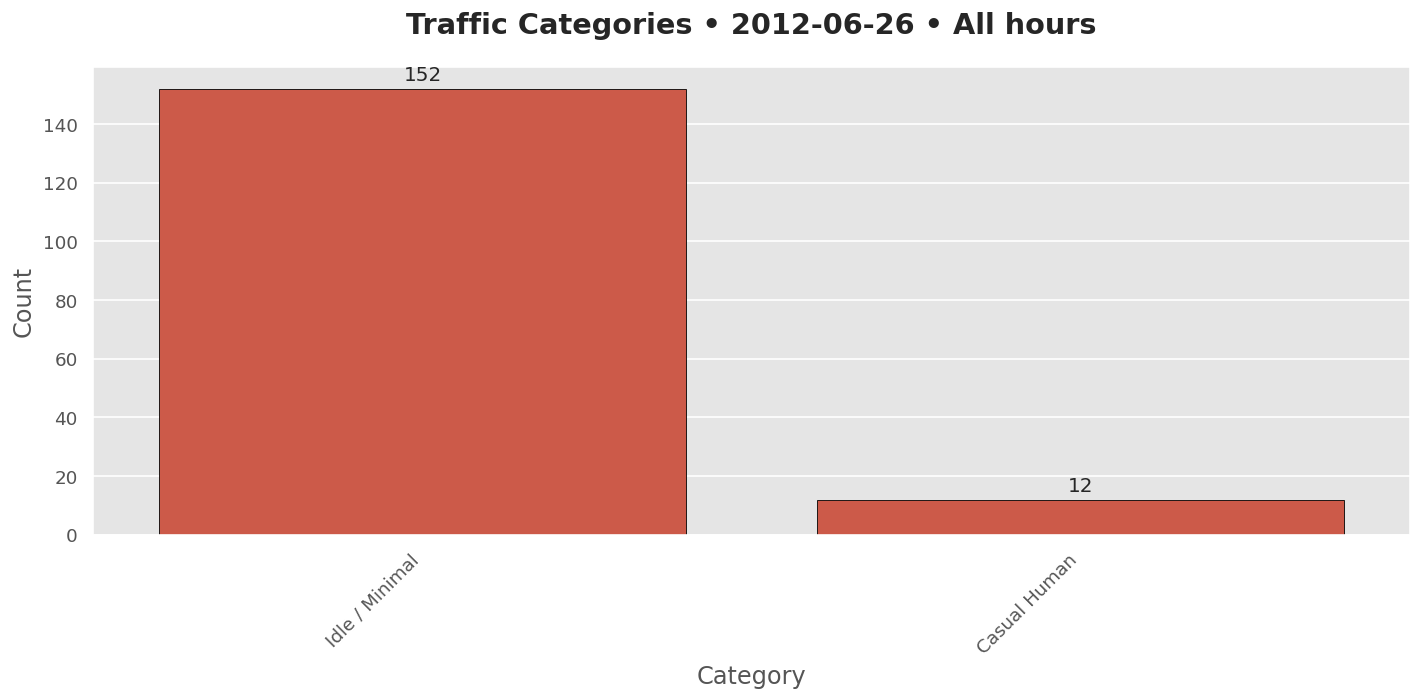 Traffic Categories • 2012-06-26 • All hours
152
140
120
100
80
60
40
20
0
12
Count
Idle / Minimal
Casual Human
Category